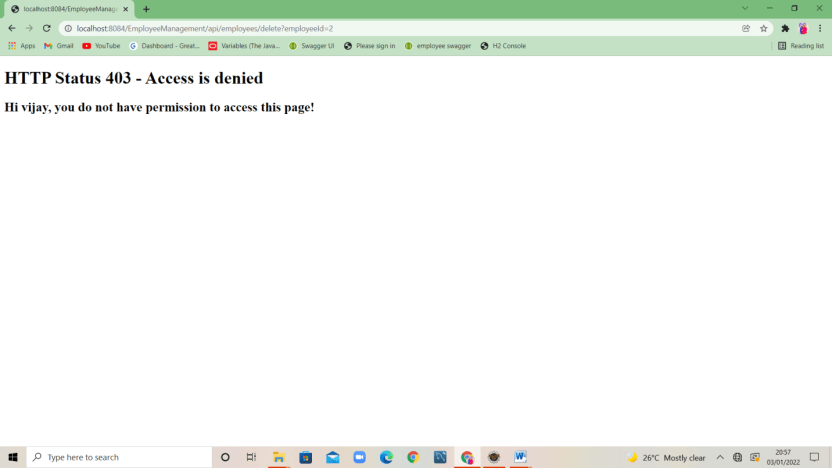 localhost:8084/EmployeeManag
localhost:8084/EmployeeManagement/api/employees/delete?employeeId=2
Apps Gmail YouTube Dashboard - Great... Variables (The Java... Swagger UI Please sign in employee swagger H2 Console Reading list
HTTP Status 403 - Access is denied
Hi vijay, you do not have permission to access this page!
Type here to search
26°C Mostly clear
20:57
03/01/2022